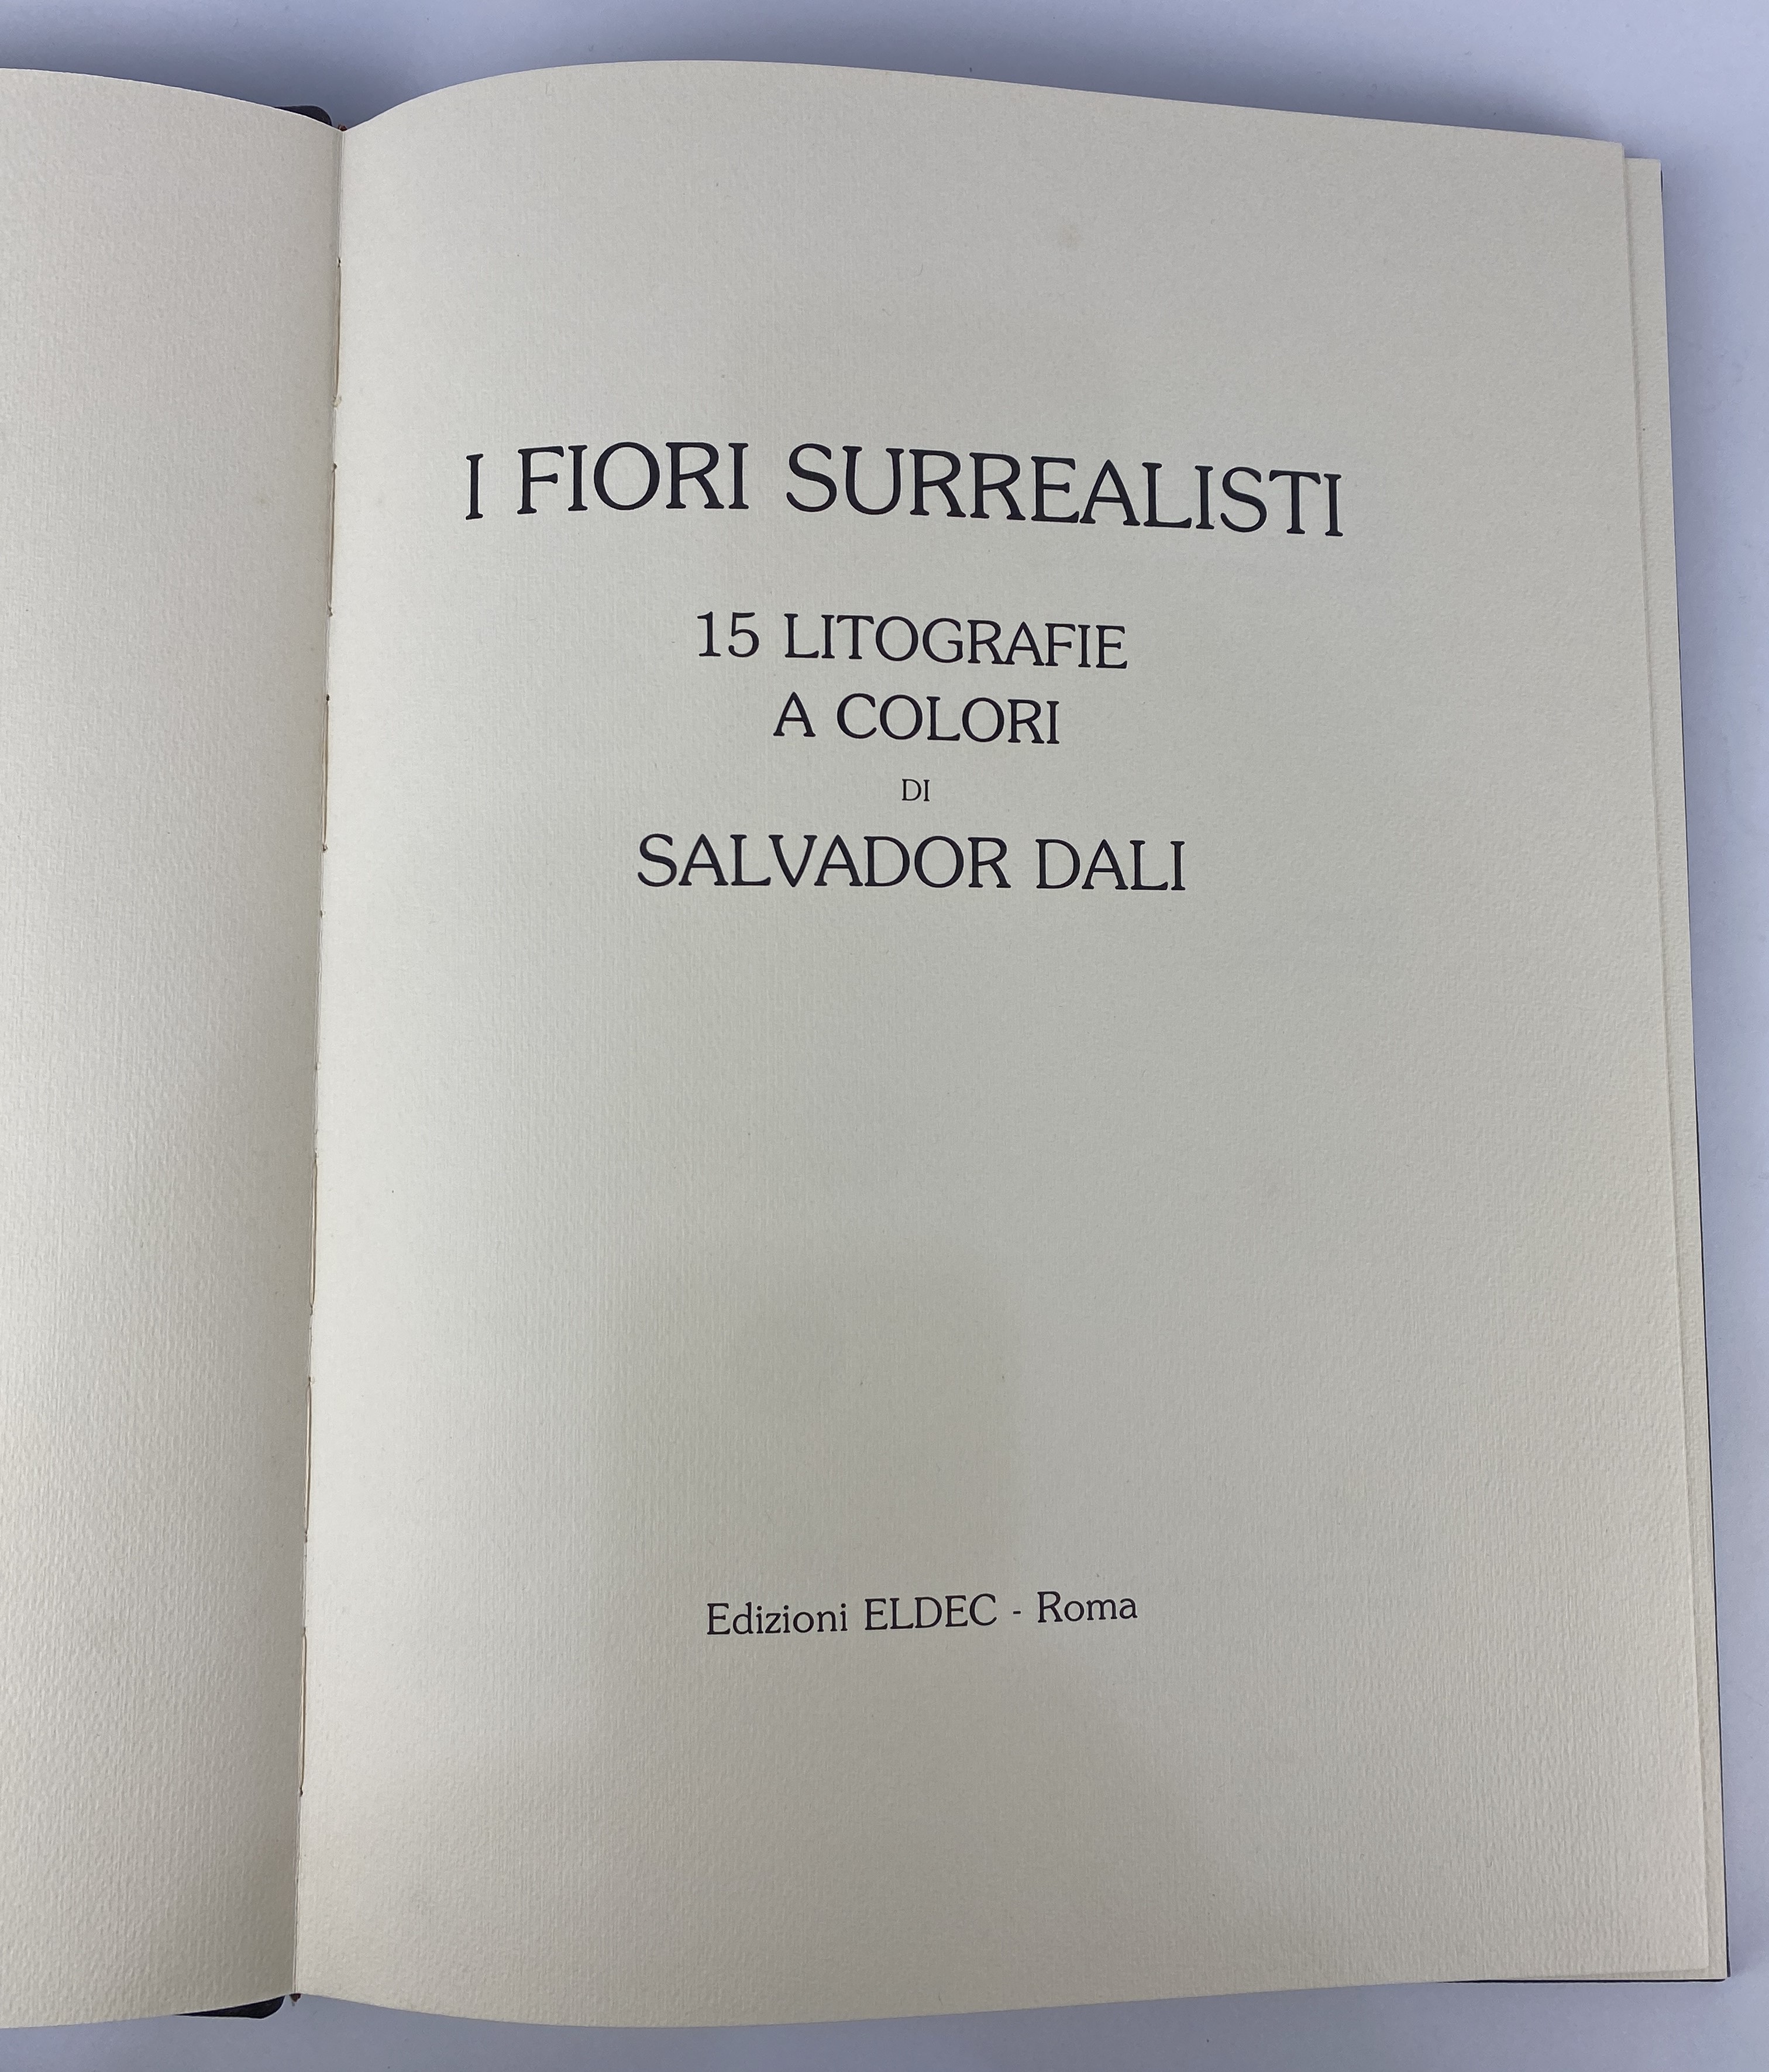 I FIORI SURREALISTI
15 LITOGRAFIE
A COLORI
DI
SALVADOR DALI
Edizioni ELDEC - Roma